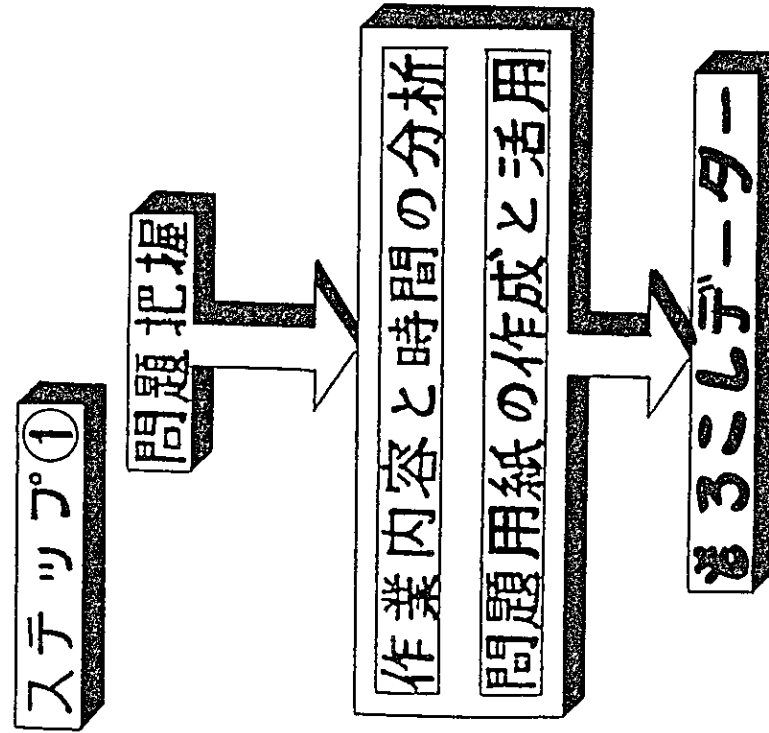 ステップ①
問題把握
作業内容と時間の分析
問題用紙の作成と活用
ほろこしデーター